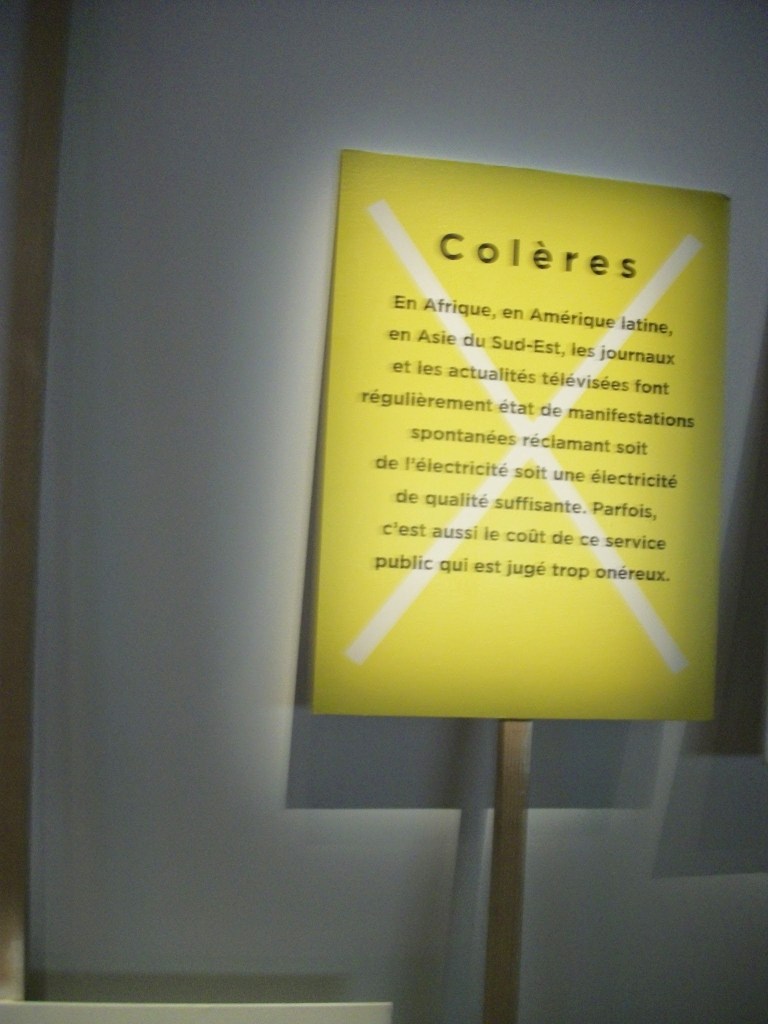 Colères
En Afrique, en Amérique latine,
en Asie du Sud-Est, les journaux
et les actualités télévisées font
régulièrement état de manifestations
spontanées réclamant soit
de l'électricité soit une électricité
de qualité suffisante. Parfois,
c'est aussi le coût de ce service
public qui est jugé trop onéreux.